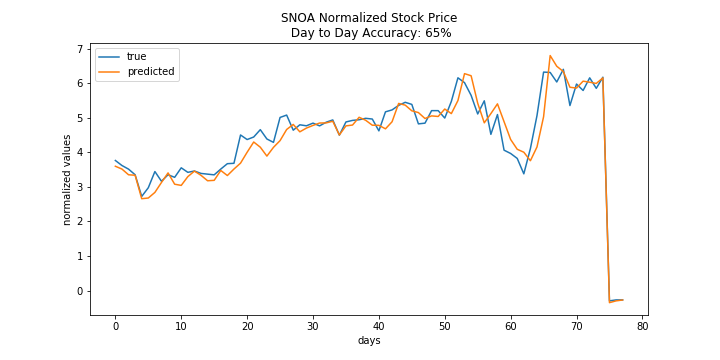 SNOA Normalized Stock Price
Day to Day Accuracy: 65%
true
predicted
normalized values
7
6
5
4
3
2
1
0
0 10 20 30 40 50 60 70 80
days